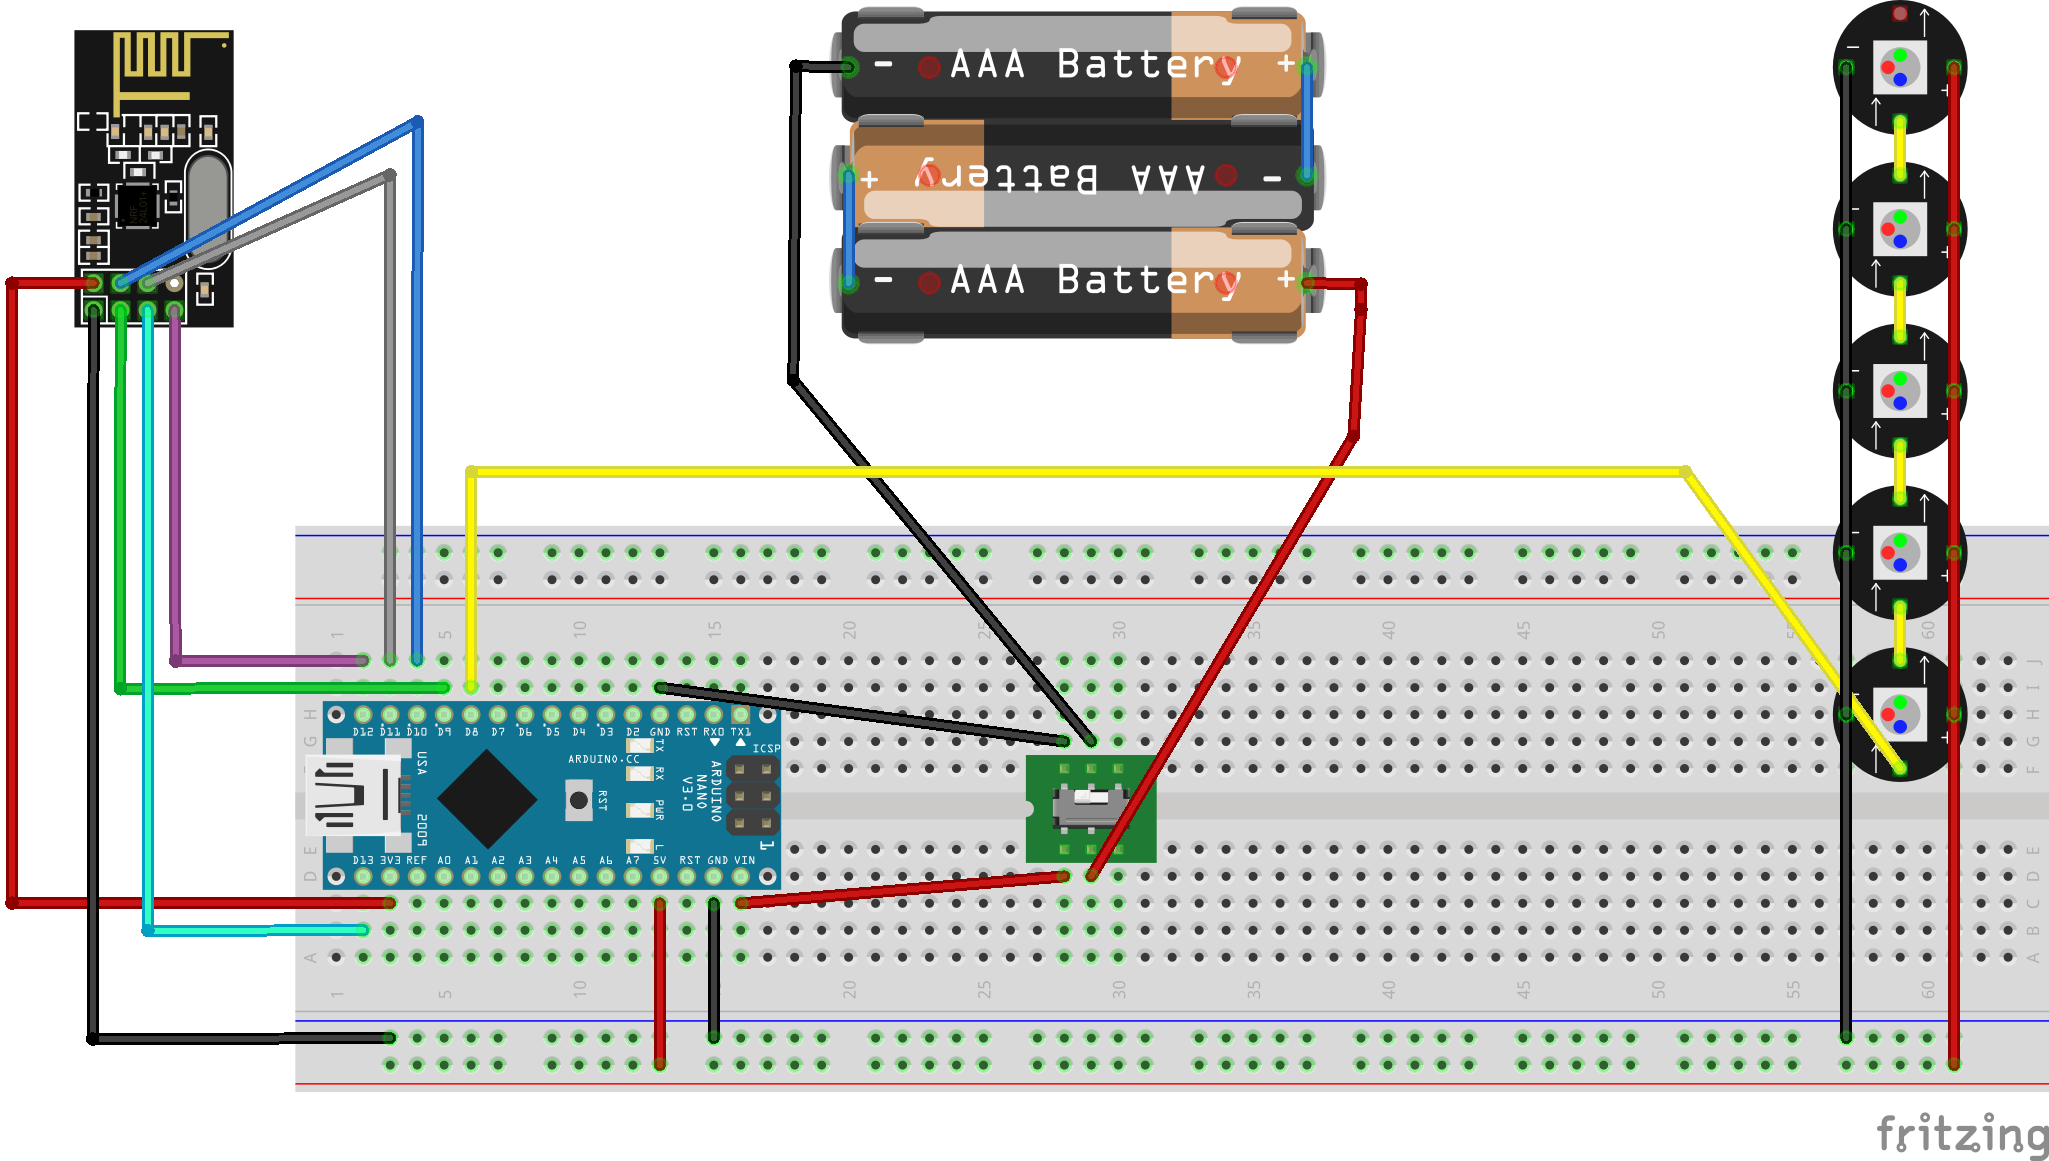 - AAA Battery +
+ AAA Battery -
- AAA Battery +
NRF
24L01+
1 5 10 15 20 25 30 35 40 45 50 55 60
J
I
H
G
F
E
D
C
B
A
D12 D11 D10 D9 D8 D7 D6 D5 D4 D3 D2 GND RST RX0 TX1
USA
2009
ARDUINO.CC
RST
TX
RX
PWR
L
ARDUINO
NANO
V3.0
ICSP
1
D13 3V3 REF A0 A1 A2 A3 A4 A5 A6 A7 5V RST GND VIN
1 5 10 20 25 30 35 40 45 50 55 60
fritzing